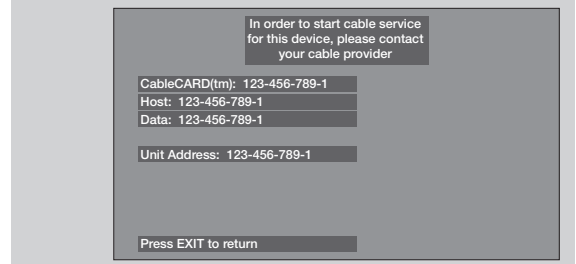 In order to start cable service
for this device, please contact
your cable provider
CableCARD(tm): 123-456-789-1
Host: 123-456-789-1
Data: 123-456-789-1
Unit Address: 123-456-789-1
Press EXIT to return